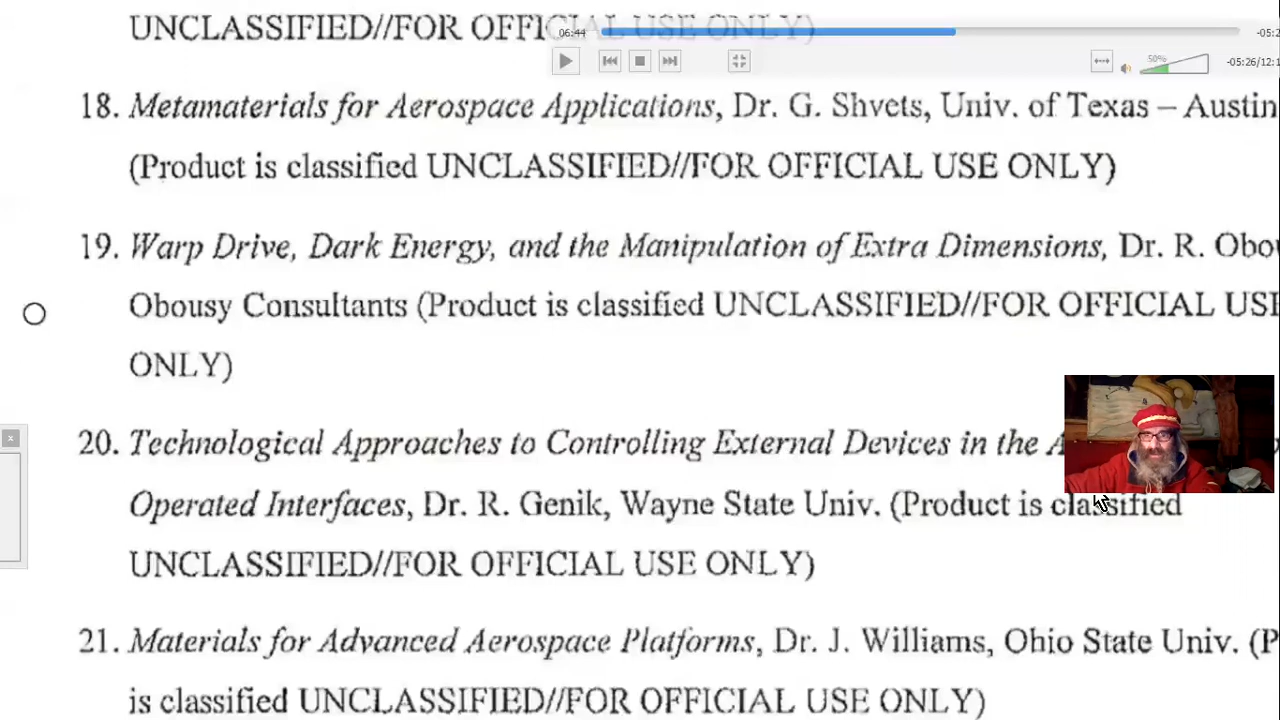 UNCLASSIFIED//FOR OFFICIAL USE ONLY)
06:44
50%
18. Metamaterials for Aerospace Applications, Dr. G. Shvets, Univ. of Texas – Austin
(Product is classified UNCLASSIFIED//FOR OFFICIAL USE ONLY)
19. Warp Drive, Dark Energy, and the Manipulation of Extra Dimensions, Dr. R.
Obousy Consultants (Product is classified UNCLASSIFIED//FOR OFFICIAL USE
ONLY)
20. Technological Approaches to Controlling External Devices in the
Operated Interfaces, Dr. R. Genik, Wayne State Univ. (Product is classified
UNCLASSIFIED//FOR OFFICIAL USE ONLY)
21. Materials for Advanced Aerospace Platforms, Dr. J. Williams, Ohio State Univ.
is classified UNCLASSIFIED//FOR OFFICIAL USE ONLY)